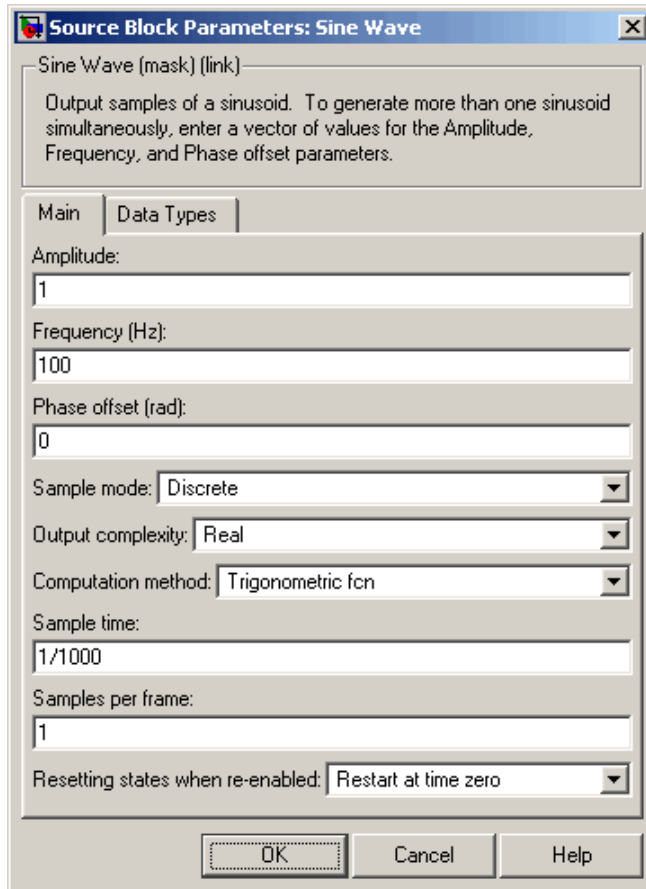 Source Block Parameters: Sine Wave
Sine Wave (mask) (link)
Output samples of a sinusoid. To generate more than one sinusoid
simultaneously, enter a vector of values for the Amplitude,
Frequency, and Phase offset parameters.
Main Data Types
Amplitude:
1
Frequency (Hz):
100
Phase offset (rad):
0
Sample mode: Discrete
Output complexity: Real
Computation method: Trigonometric fcn
Sample time:
1/1000
Samples per frame:
1
Resetting states when re-enabled: Restart at time zero
OK Cancel Help